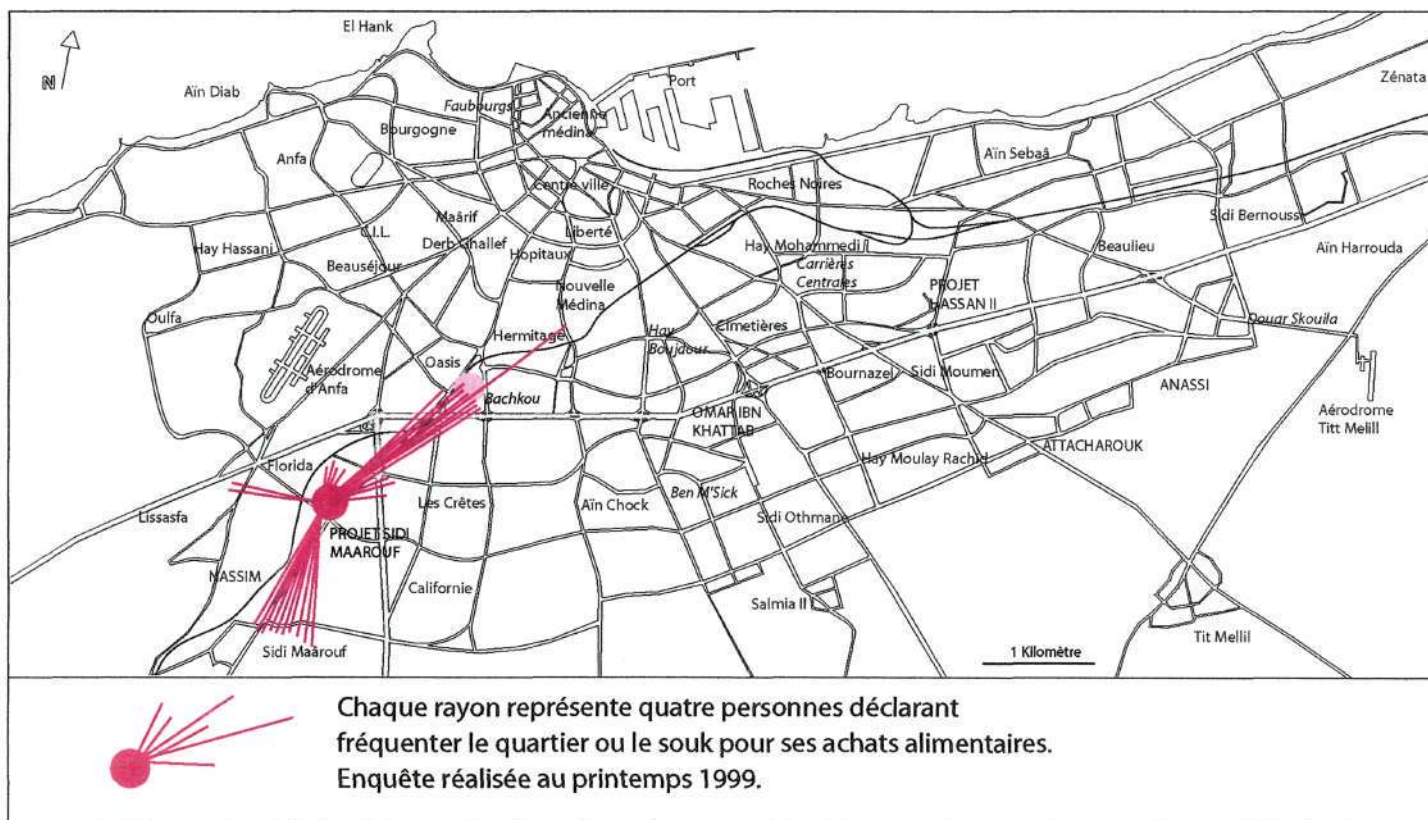 El Hank
N
Port
Zénata
Aïn Diab
Faubourgs
Ancienne
médina
Bourgogne
Aïn Sebaâ
Anfa
Centre ville
Roches Noires
Maârif
Sidi Bernoussi
C.I.L.
Liberté
Hay Hassani
Derb Ghallef
Hôpitaux
Hay Mohammedi
Beaulieu
Aïn Harrouda
Beauséjour
Carrières
Centrales
Nouvelle
Médina
PROJET
HASSAN II
Oulfa
Hermitage
Hay
Boujdour
Cimetières
Douar Skouila
Oasis
Aérodrome
d'Anfa
Bournazel
Sidi Moumen
ANASSI
Bachkou
OMAR IBN
KHATTAB
Aérodrome
Titt Melill
ATTACHAROUK
Florida
Hay Moulay Rachid
Les Crêtes
Aïn Chock
Ben M'Sick
Lissasfa
Sidi Othmane
PROJET SIDI
MAAROUF
NASSIM
Californie
Salmia II
Tit Mellil
Sidi Maârouf
1 Kilomètre
Chaque rayon représente quatre personnes déclarant
fréquenter le quartier ou le souk pour ses achats alimentaires.
Enquête réalisée au printemps 1999.